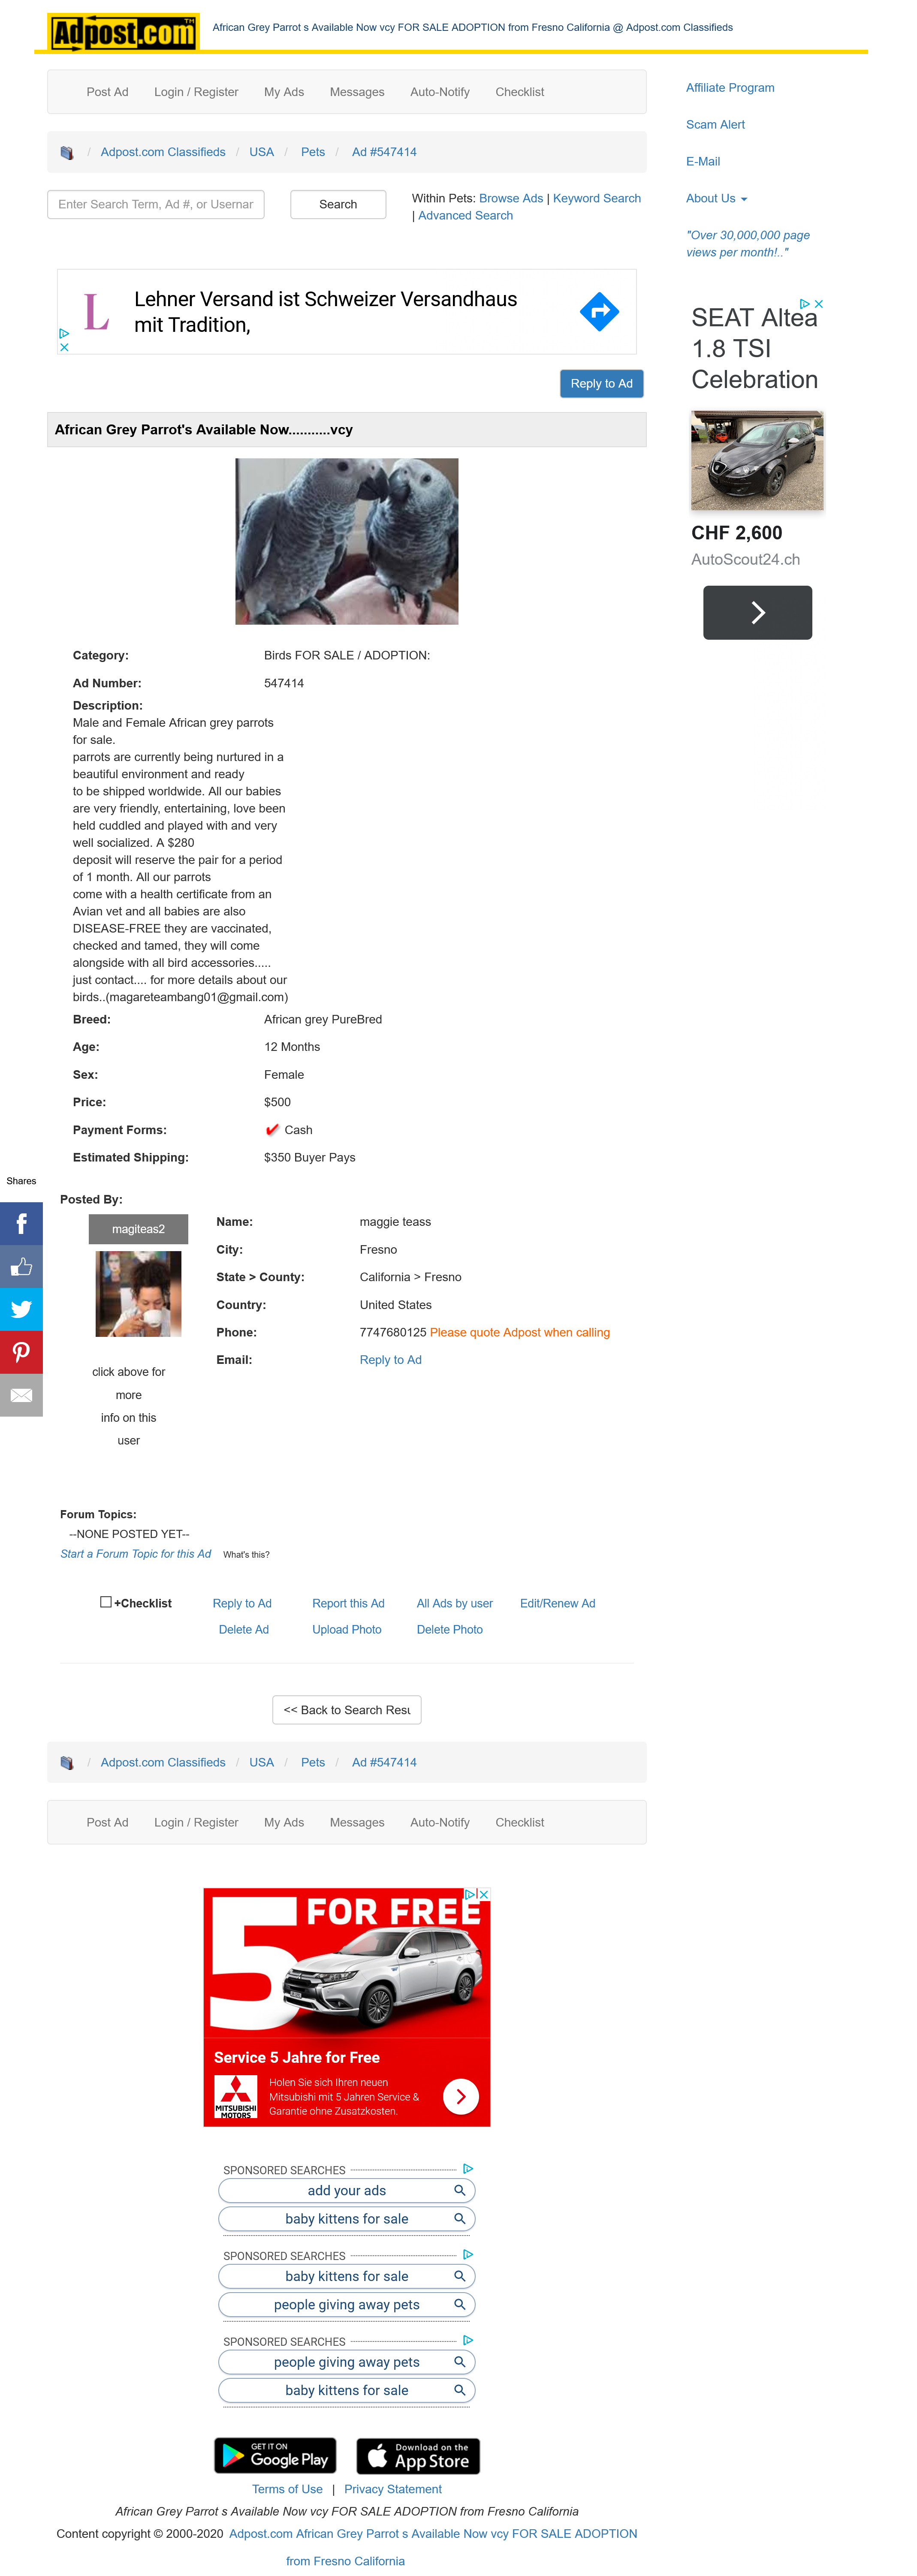 Adpost.com TM
African Grey Parrot s Available Now vcy FOR SALE ADOPTION from Fresno California @ Adpost.com Classifieds
Post Ad Login / Register My Ads Messages Auto-Notify Checklist
/ Adpost.com Classifieds / USA / Pets / Ad #547414
Enter Search Term, Ad #, or Usernar
Search
Within Pets: Browse Ads | Keyword Search
| Advanced Search
Affiliate Program
Scam Alert
E-Mail
About Us
"Over 30,000,000 page
views per month!.."
L
Lehner Versand ist Schweizer Versandhaus
mit Tradition,
Reply to Ad
SEAT Altea
1.8 TSI
Celebration
CHF 2,600
AutoScout24.ch
African Grey Parrot's Available Now...........vcy
Category: Birds FOR SALE / ADOPTION:
Ad Number: 547414
Description:
Male and Female African grey parrots
for sale.
parrots are currently being nurtured in a
beautiful environment and ready
to be shipped worldwide. All our babies
are very friendly, entertaining, love been
held cuddled and played with and very
well socialized. A $280
deposit will reserve the pair for a period
of 1 month. All our parrots
come with a health certificate from an
Avian vet and all babies are also
DISEASE-FREE they are vaccinated,
checked and tamed, they will come
alongside with all bird accessories.....
just contact.... for more details about our
birds..(magareteambang01@gmail.com)
Breed: African grey PureBred
Age: 12 Months
Sex: Female
Price: $500
Payment Forms: Cash
Estimated Shipping: $350 Buyer Pays
Shares
Posted By:
magiteas2
click above for
more
info on this
user
Name: maggie teass
City: Fresno
State > County: California > Fresno
Country: United States
Phone: 7747680125 Please quote Adpost when calling
Email: Reply to Ad
Forum Topics:
--NONE POSTED YET--
Start a Forum Topic for this Ad What's this?
+Checklist Reply to Ad Report this Ad All Ads by user Edit/Renew Ad
Delete Ad Upload Photo Delete Photo
<< Back to Search Resu
/ Adpost.com Classifieds / USA / Pets / Ad #547414
Post Ad Login / Register My Ads Messages Auto-Notify Checklist
5 FOR FREE
Service 5 Jahre for Free
MITSUBISHI
MOTORS
Holen Sie sich Ihren neuen
Mitsubishi mit 5 Jahren Service &
Garantie ohne Zusatzkosten.
SPONSORED SEARCHES
add your ads
baby kittens for sale
SPONSORED SEARCHES
baby kittens for sale
people giving away pets
SPONSORED SEARCHES
people giving away pets
baby kittens for sale
GET IT ON
Google Play
Download on the
App Store
Terms of Use | Privacy Statement
African Grey Parrot s Available Now vcy FOR SALE ADOPTION from Fresno California
Content copyright © 2000-2020 Adpost.com African Grey Parrot s Available Now vcy FOR SALE ADOPTION
from Fresno California